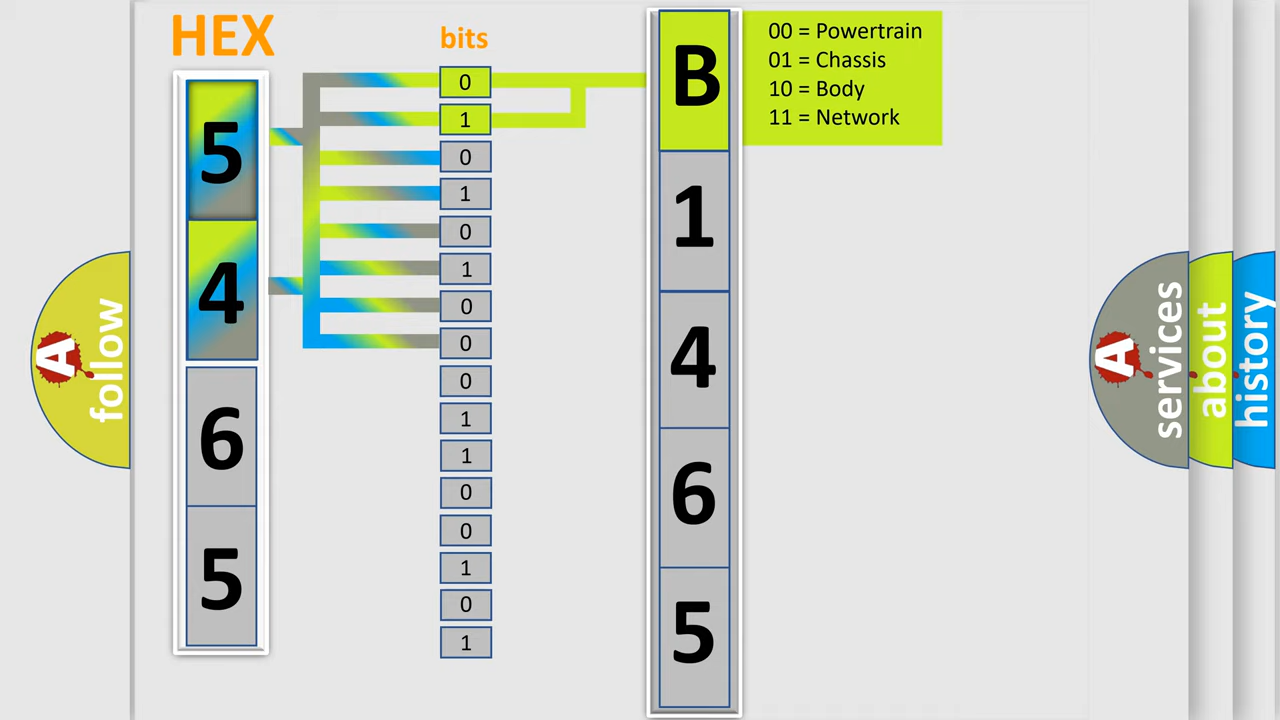 HEX
bits
5
4
6
5
0
1
0
1
0
1
0
0
0
1
1
0
0
1
0
1
B
1
4
6
5
00 = Powertrain
01 = Chassis
10 = Body
11 = Network
A
follow
A
services
about
history